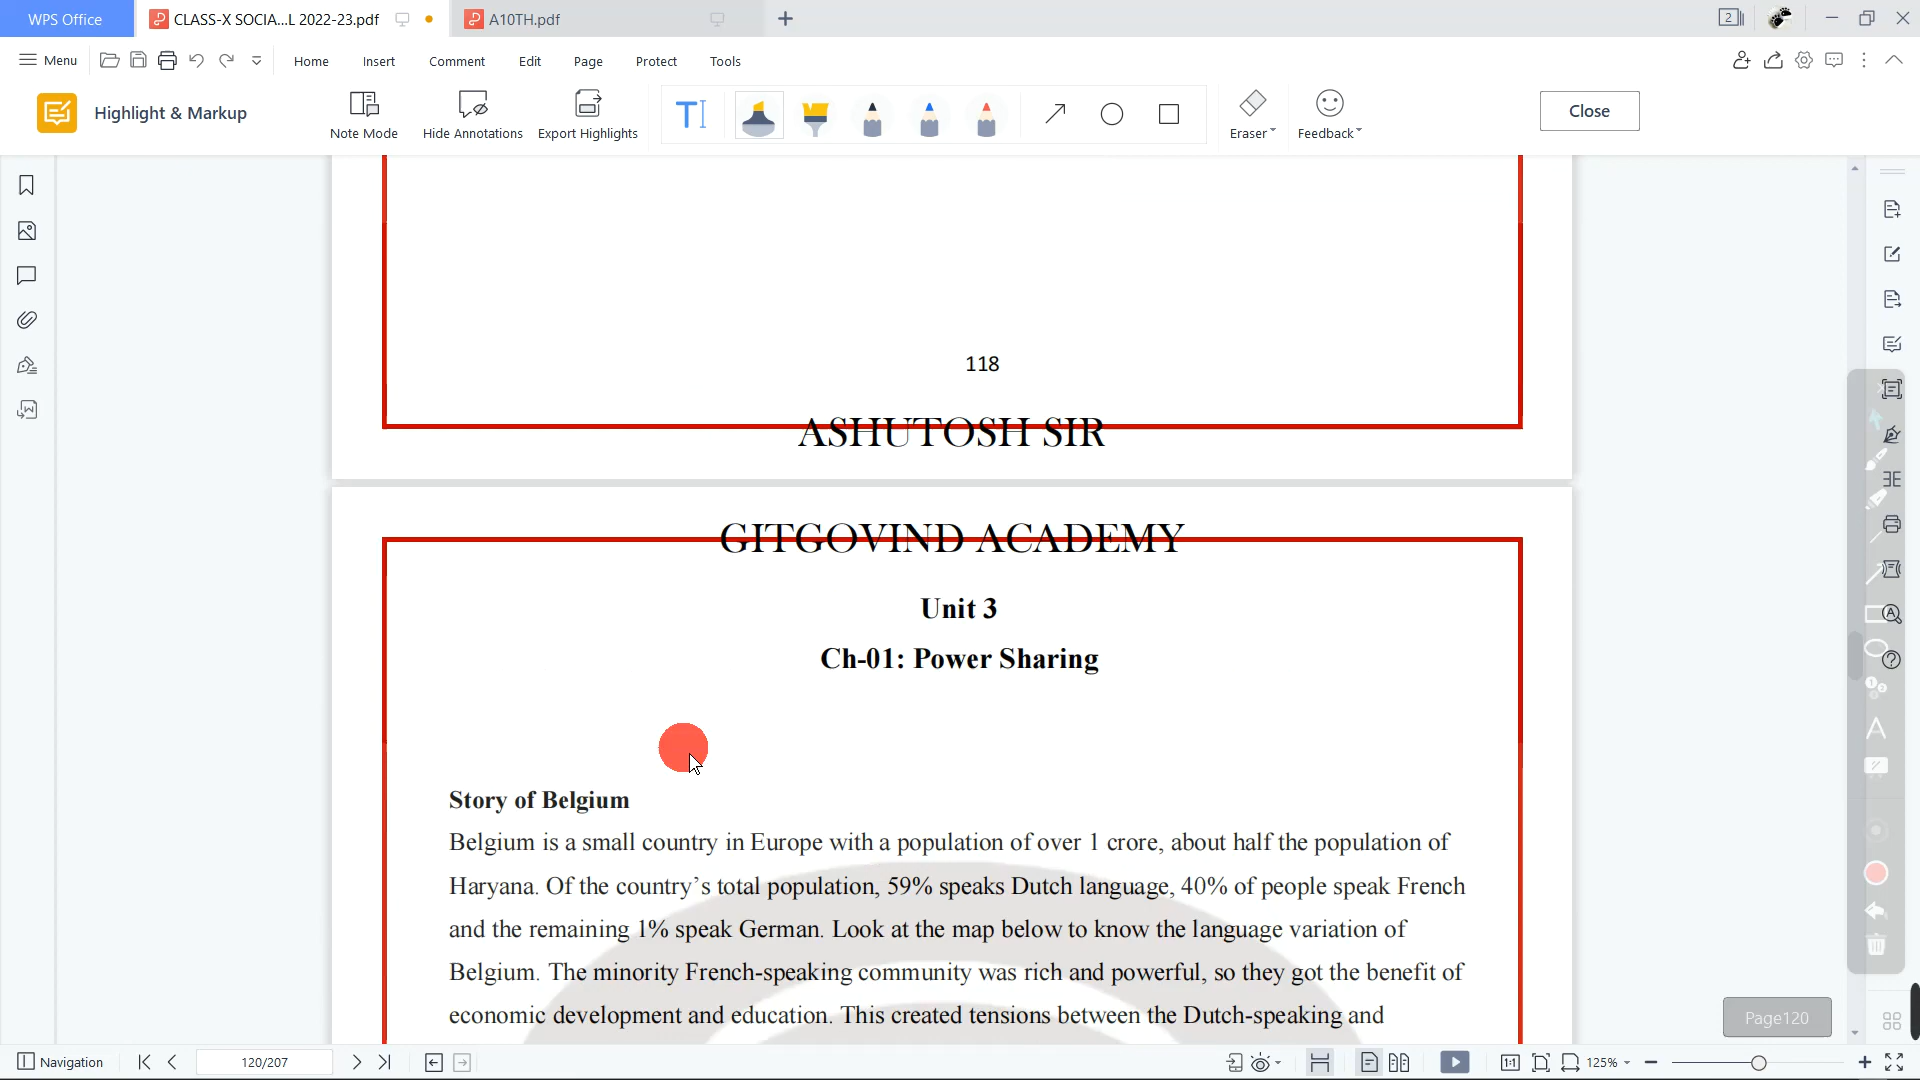 WPS Office
CLASS-X SOCIA...L 2022-23.pdf
A10TH.pdf
2
Menu
Home
Insert
Comment
Edit
Page
Protect
Tools
Highlight & Markup
Note Mode
Hide Annotations
Export Highlights
Eraser
Feedback
Close
118
ASHUTOSH SIR
GITGOVIND ACADEMY
Unit 3
Ch-01: Power Sharing
Story of Belgium
Belgium is a small country in Europe with a population of over 1 crore, about half the population of
Haryana. Of the country’s total population, 59% speaks Dutch language, 40% of people speak French
and the remaining 1% speak German. Look at the map below to know the language variation of
Belgium. The minority French-speaking community was rich and powerful, so they got the benefit of
economic development and education. This created tensions between the Dutch-speaking and
Page120
Navigation
120/207
1:1
125%